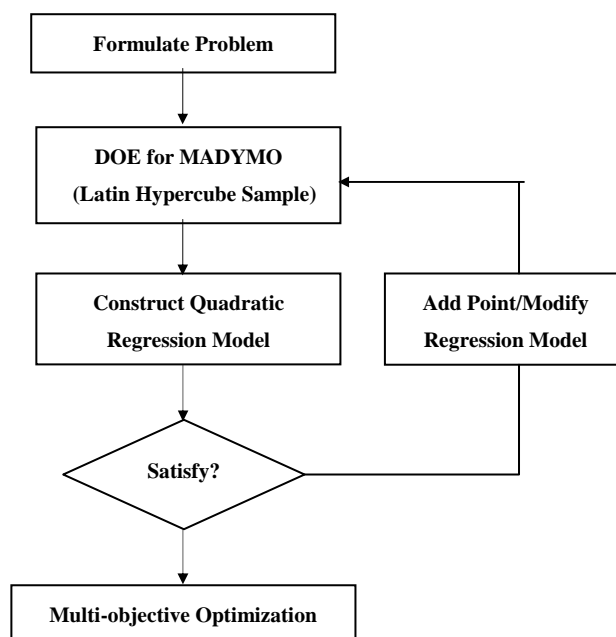 Formulate Problem
DOE for MADYMO
(Latin Hypercube Sample)
Construct Quadratic
Regression Model
Add Point/Modify
Regression Model
Satisfy?
Multi-objective Optimization